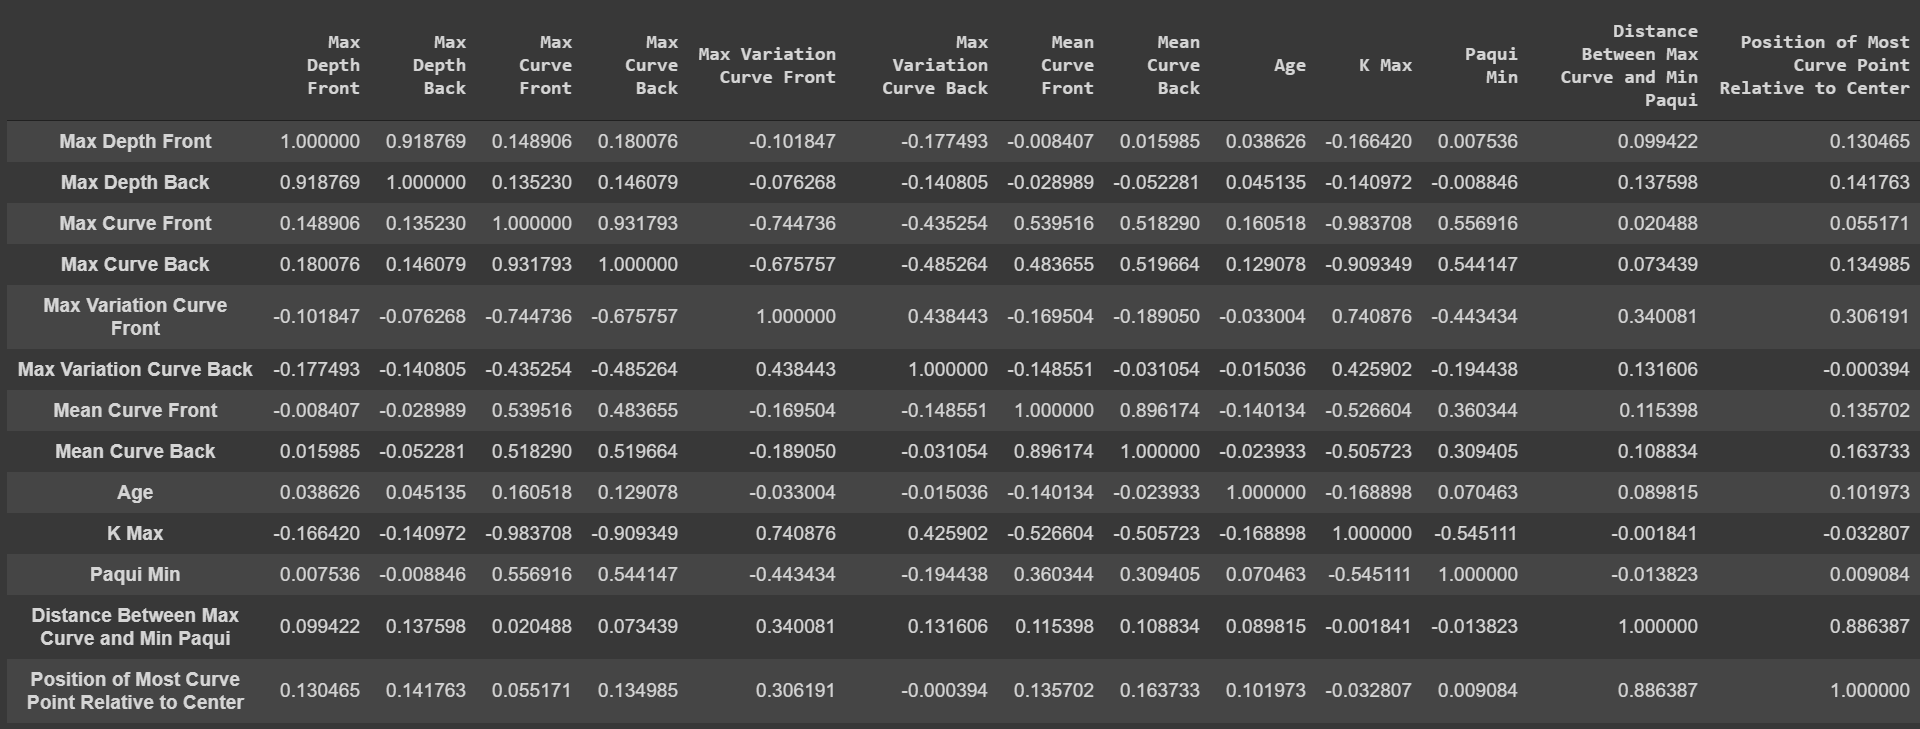 Max Depth Front Max Depth Back Max Curve Front Max Curve Back Max Variation Curve Front Max Variation Curve Back Mean Curve Front Mean Curve Back Age K Max Paqui Min Distance Between Max Curve and Min Paqui Position of Most Curve Point Relative to Center
Max Depth Front 1.000000 0.918769 0.148906 0.180076 -0.101847 -0.177493 -0.008407 0.015985 0.038626 -0.166420 0.007536 0.099422 0.130465
Max Depth Back 0.918769 1.000000 0.135230 0.146079 -0.076268 -0.140805 -0.028989 -0.052281 0.045135 -0.140972 -0.008846 0.137598 0.141763
Max Curve Front 0.148906 0.135230 1.000000 0.931793 -0.744736 -0.435254 0.539516 0.518290 0.160518 -0.983708 0.556916 0.020488 0.055171
Max Curve Back 0.180076 0.146079 0.931793 1.000000 -0.675757 -0.485264 0.483655 0.519664 0.129078 -0.909349 0.544147 0.073439 0.134985
Max Variation Curve Front -0.101847 -0.076268 -0.744736 -0.675757 1.000000 0.438443 -0.169504 -0.189050 -0.033004 0.740876 -0.443434 0.340081 0.306191
Max Variation Curve Back -0.177493 -0.140805 -0.435254 -0.485264 0.438443 1.000000 -0.148551 -0.031054 -0.015036 0.425902 -0.194438 0.131606 -0.000394
Mean Curve Front -0.008407 -0.028989 0.539516 0.483655 -0.169504 -0.148551 1.000000 0.896174 -0.140134 -0.526604 0.360344 0.115398 0.135702
Mean Curve Back 0.015985 -0.052281 0.518290 0.519664 -0.189050 -0.031054 0.896174 1.000000 -0.023933 -0.505723 0.309405 0.108834 0.163733
Age 0.038626 0.045135 0.160518 0.129078 -0.033004 -0.015036 -0.140134 -0.023933 1.000000 -0.168898 0.070463 0.089815 0.101973
K Max -0.166420 -0.140972 -0.983708 -0.909349 0.740876 0.425902 -0.526604 -0.505723 -0.168898 1.000000 -0.545111 -0.001841 -0.032807
Paqui Min 0.007536 -0.008846 0.556916 0.544147 -0.443434 -0.194438 0.360344 0.309405 0.070463 -0.545111 1.000000 -0.013823 0.009084
Distance Between Max Curve and Min Paqui 0.099422 0.137598 0.020488 0.073439 0.340081 0.131606 0.115398 0.108834 0.089815 -0.001841 -0.013823 1.000000 0.886387
Position of Most Curve Point Relative to Center 0.130465 0.141763 0.055171 0.134985 0.306191 -0.000394 0.135702 0.163733 0.101973 -0.032807 0.009084 0.886387 1.000000